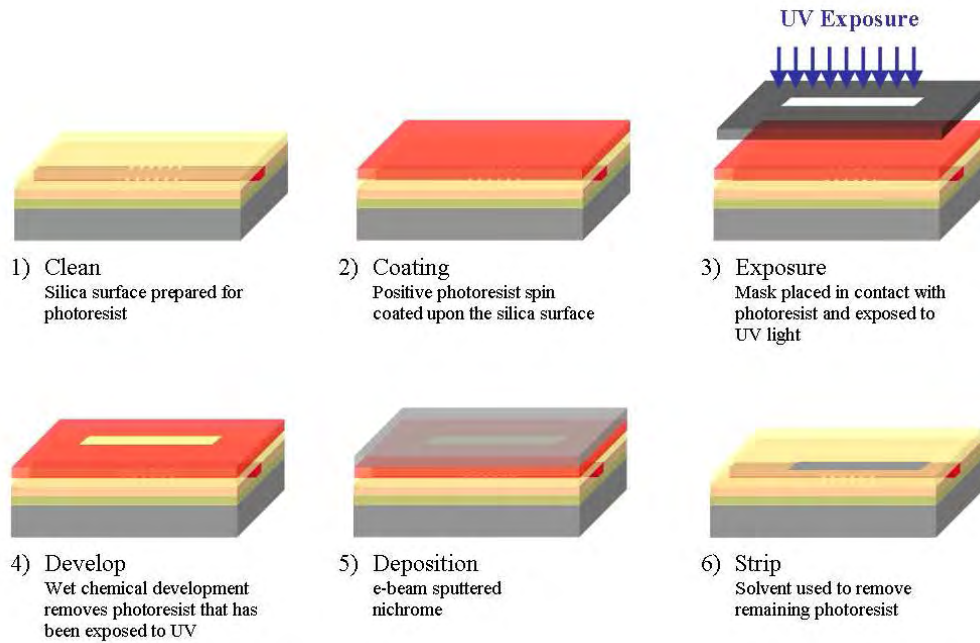 UV Exposure
1) Clean
Silica surface prepared for
photoresist
2) Coating
Positive photoresist spin
coated upon the silica surface
3) Exposure
Mask placed in contact with
photoresist and exposed to
UV light
4) Develop
Wet chemical development
removes photoresist that has
been exposed to UV
5) Deposition
e-beam sputtered
nichrome
6) Strip
Solvent used to remove
remaining photoresist